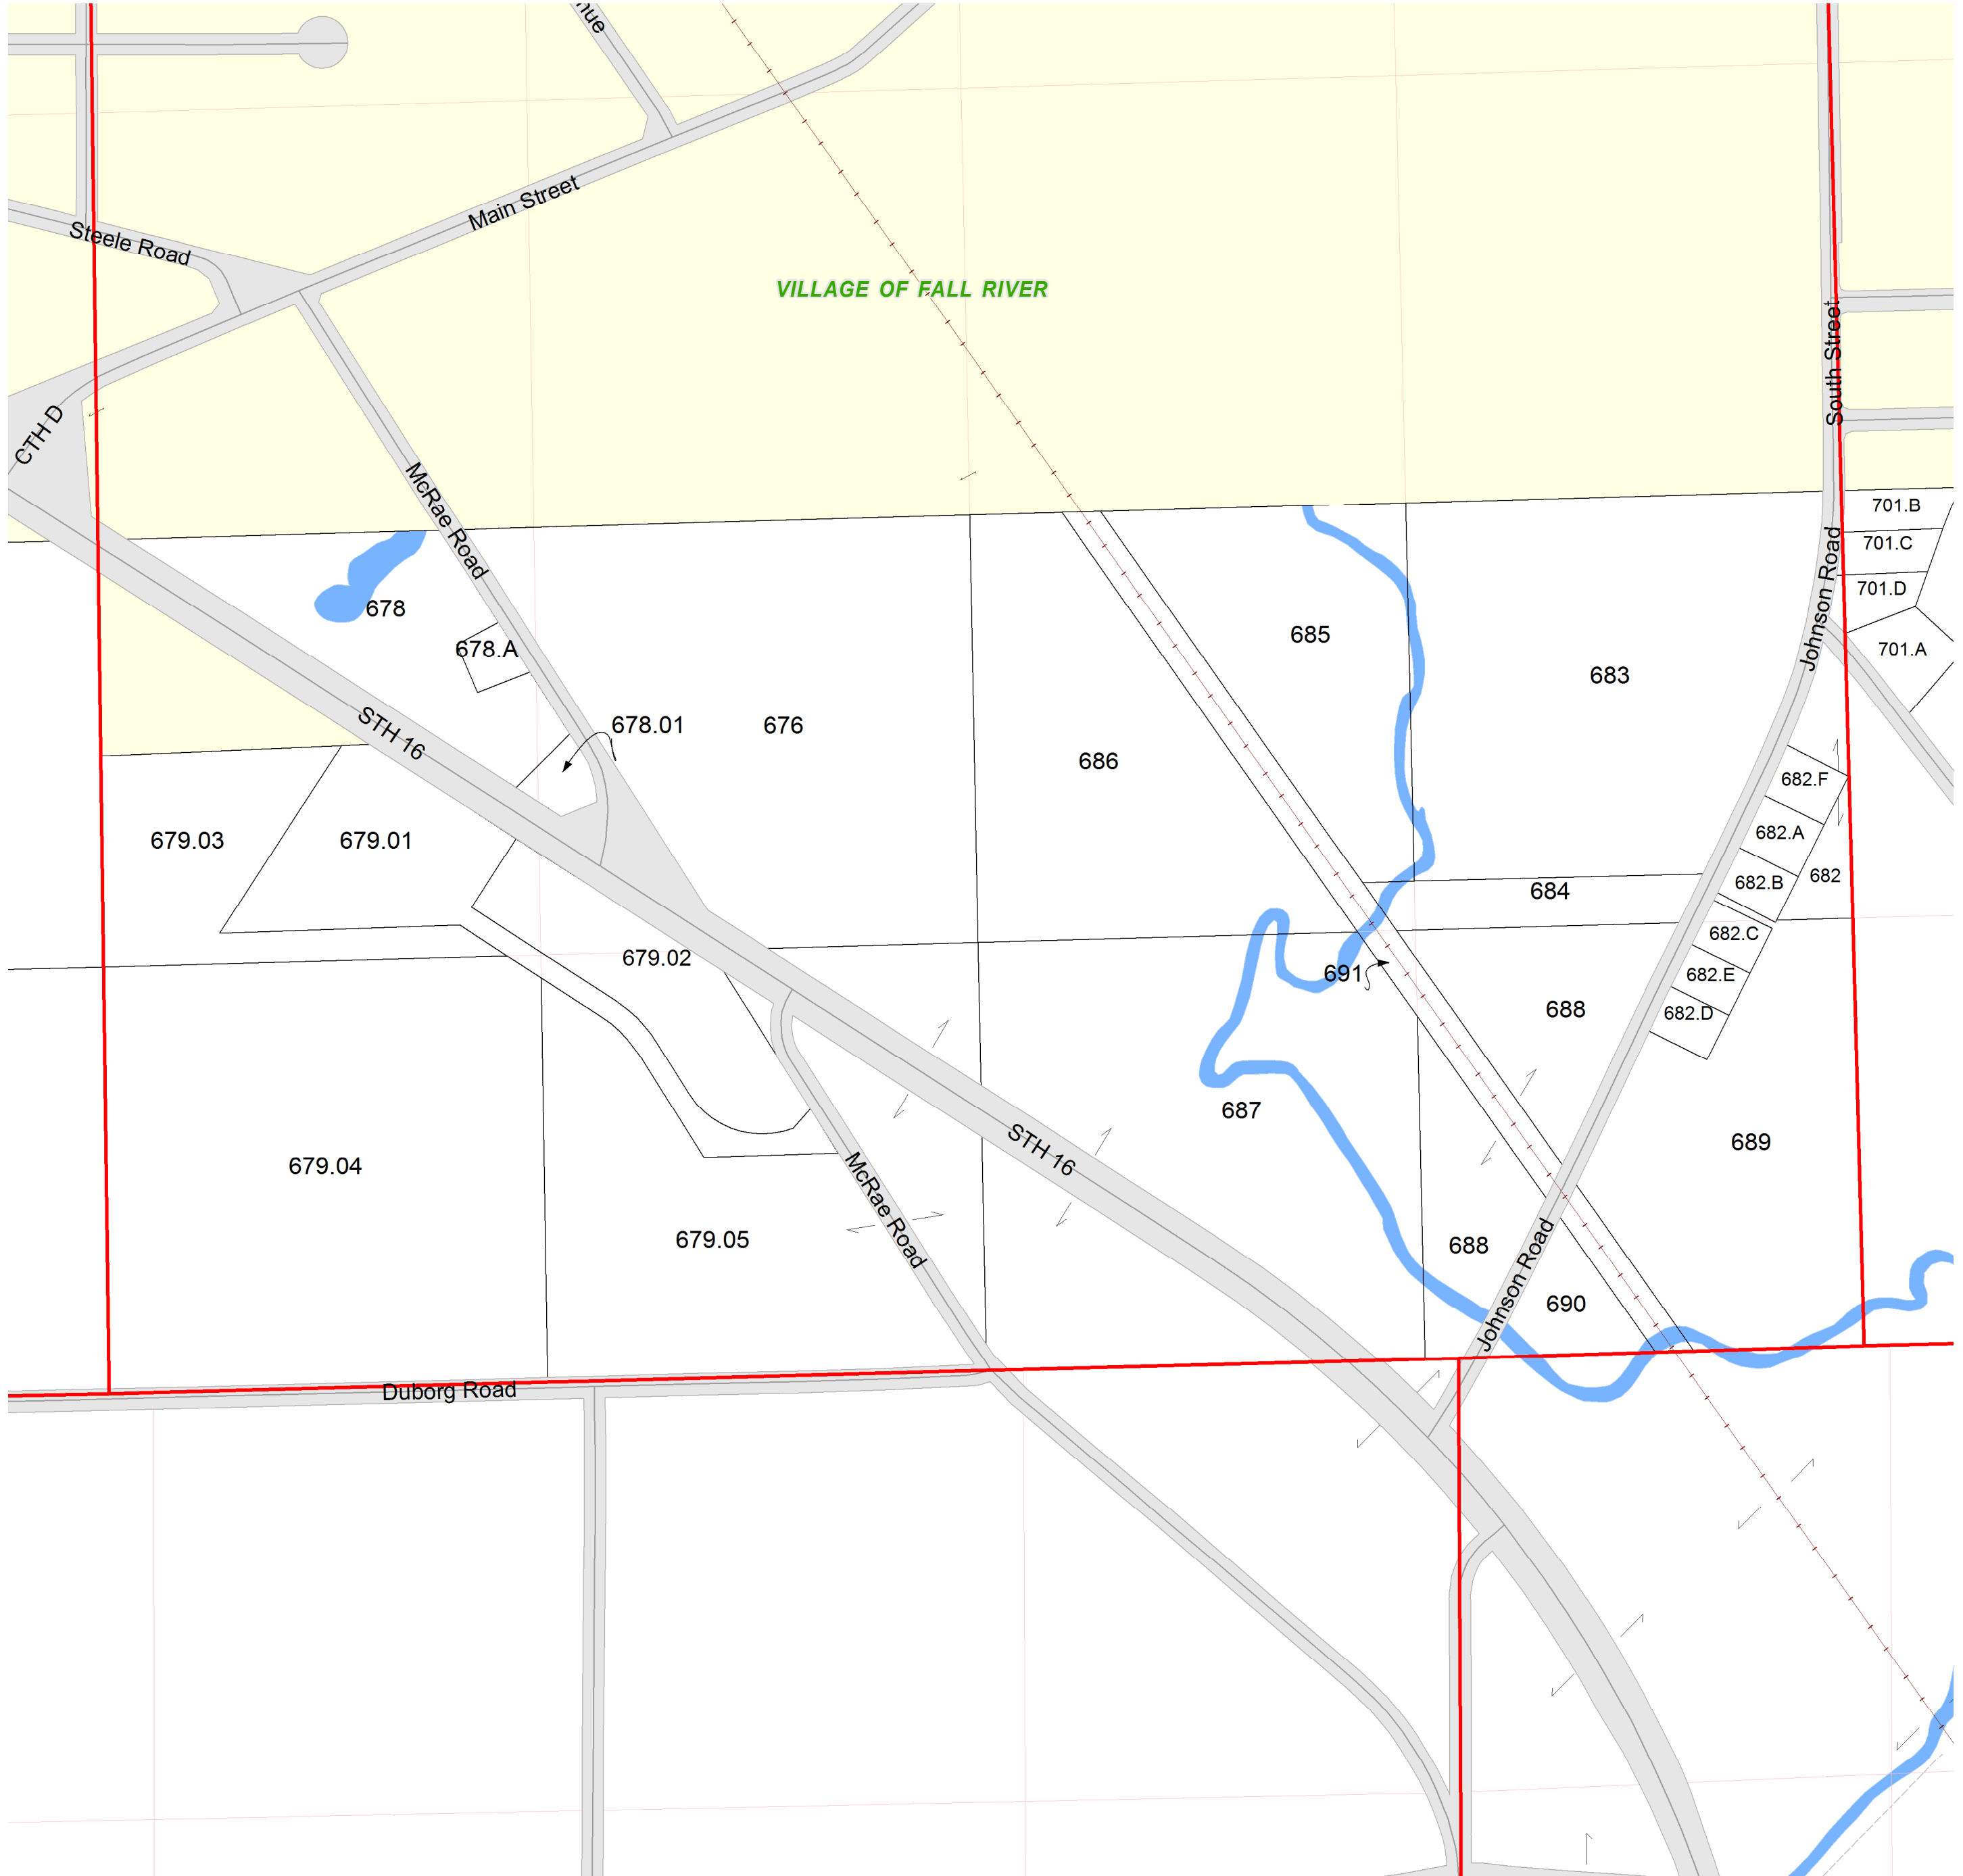 nue
Main Street
Steele Road
VILLAGE OF FALL RIVER
South Street
CTH D
McRae Road
701.B
701.C
Johnson Road
701.D
678
685
678.A
701.A
683
STH 16
678.01
676
686
682.F
679.03
679.01
682.A
682
682.B
684
682.C
679.02
691
682.E
688
682.D
687
STH 16
689
679.04
McRae Road
679.05
688
Johnson Road
690
Duborg Road